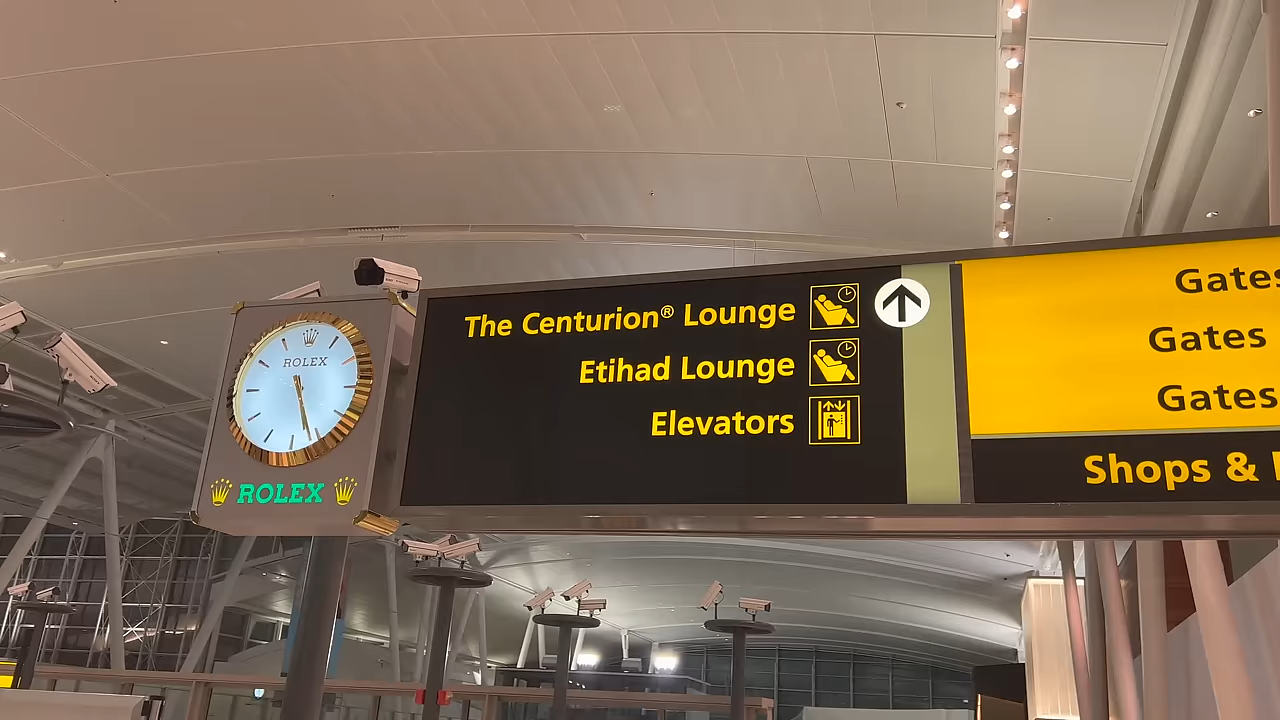 ROLEX
ROLEX
The Centurion® Lounge
Etihad Lounge
Elevators
Gates
Gates
Gates
Shops &